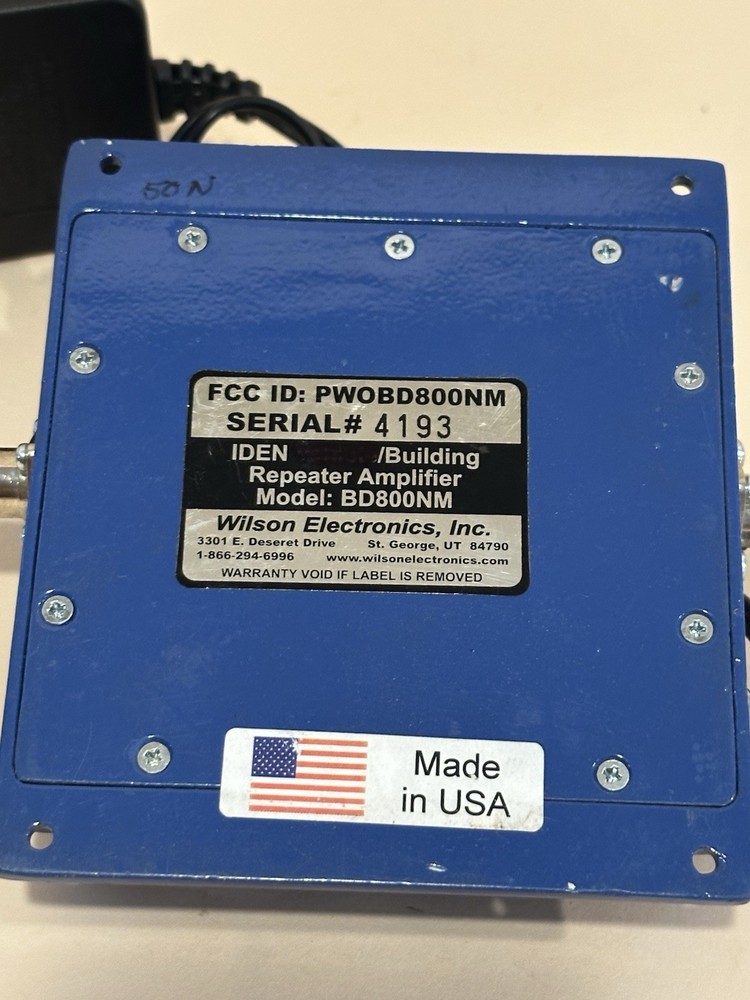 50 N
FCC ID: PWOBD800NM
SERIAL# 4193
IDEN /Building
Repeater Amplifier
Model: BD800NM
Wilson Electronics, Inc.
3301 E. Deseret Drive St. George, UT 84790
1-866-294-6996 www.wilsonelectronics.com
WARRANTY VOID IF LABEL IS REMOVED
Made
in USA